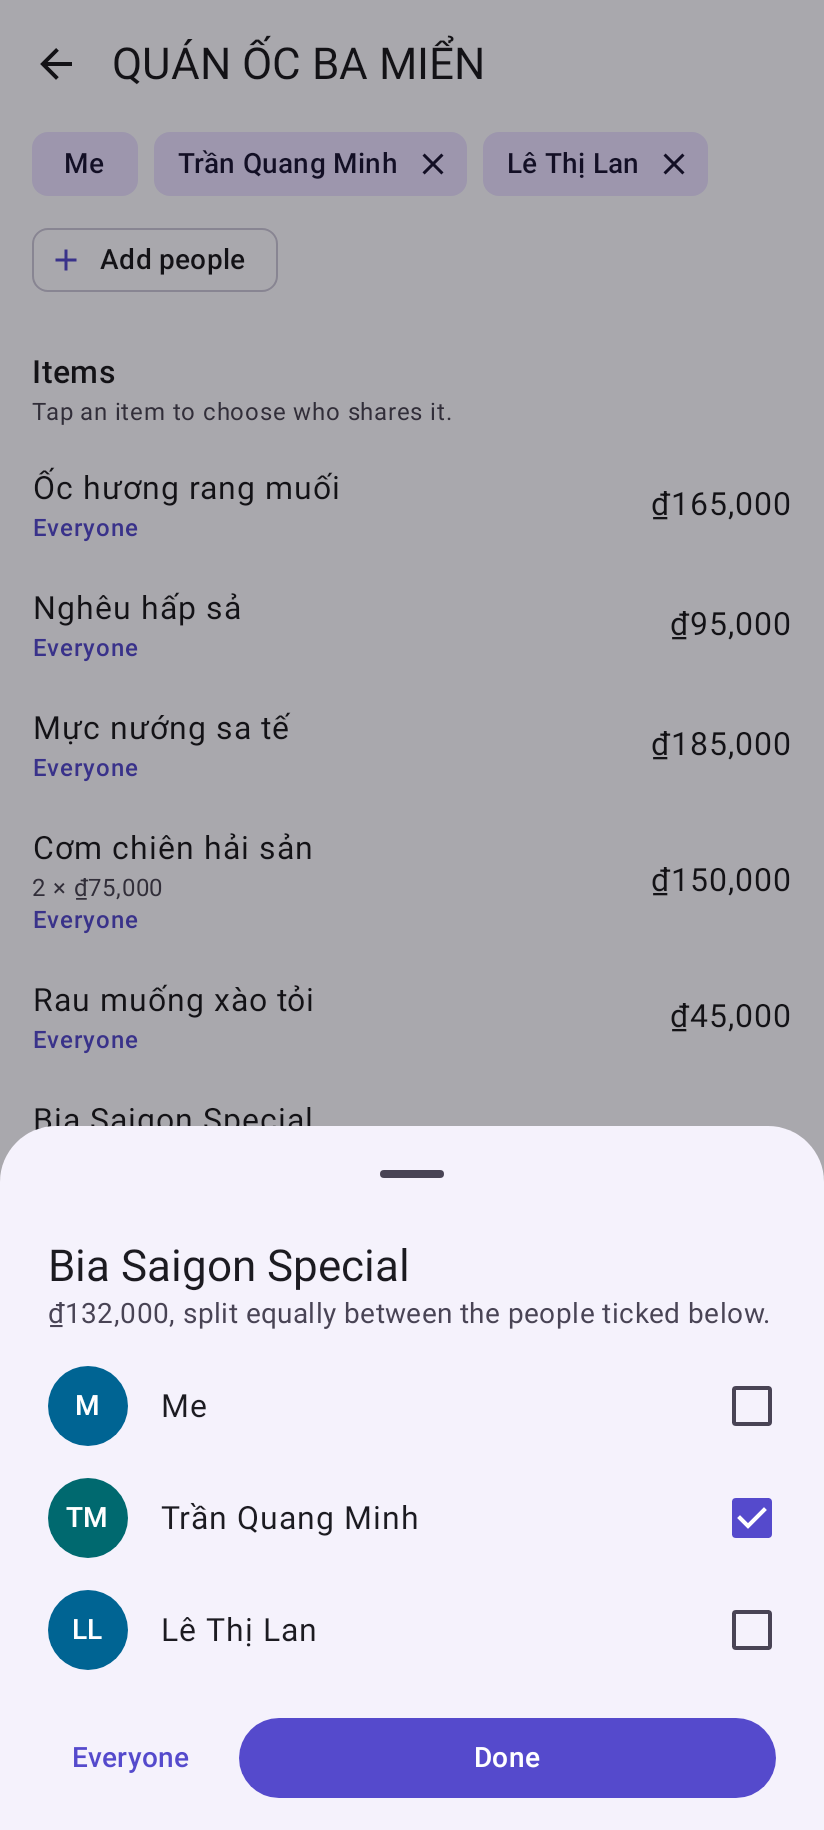 QUÁN ỐC BA MIỂN
Me
Trần Quang Minh
Lê Thị Lan
Add people
Items
Tap an item to choose who shares it.
Ốc hương rang muối
Everyone
₫165,000
Nghêu hấp sả
Everyone
₫95,000
Mực nướng sa tế
Everyone
₫185,000
Cơm chiên hải sản
2 × ₫75,000
Everyone
₫150,000
Rau muống xào tỏi
Everyone
₫45,000
Bia Saigon Special
Bia Saigon Special
₫132,000, split equally between the people ticked below.
M
Me
TM
Trần Quang Minh
LL
Lê Thị Lan
Everyone
Done